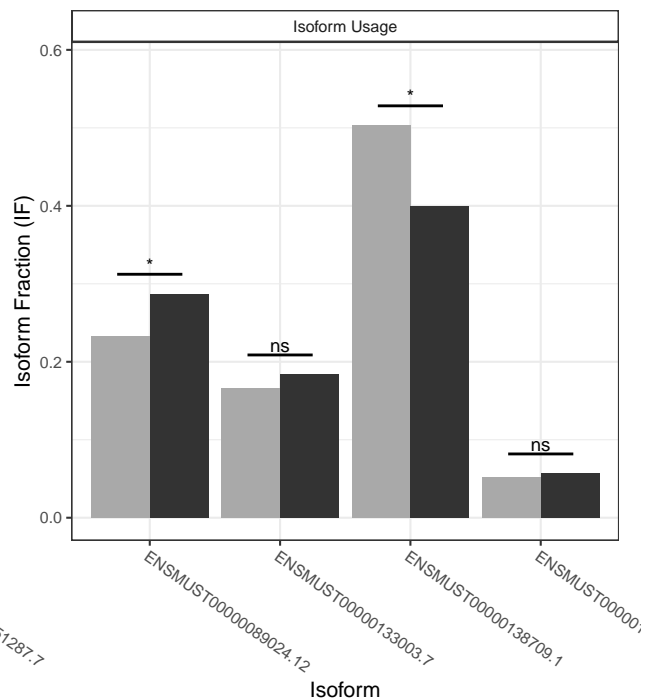 Isoform Usage
0.6
0.4
0.2
0.0
Isoform Fraction (IF)
*
ns
*
ns
ENSMUST00000089024.12
ENSMUST00000133003.7
ENSMUST00000138709.1
Isoform